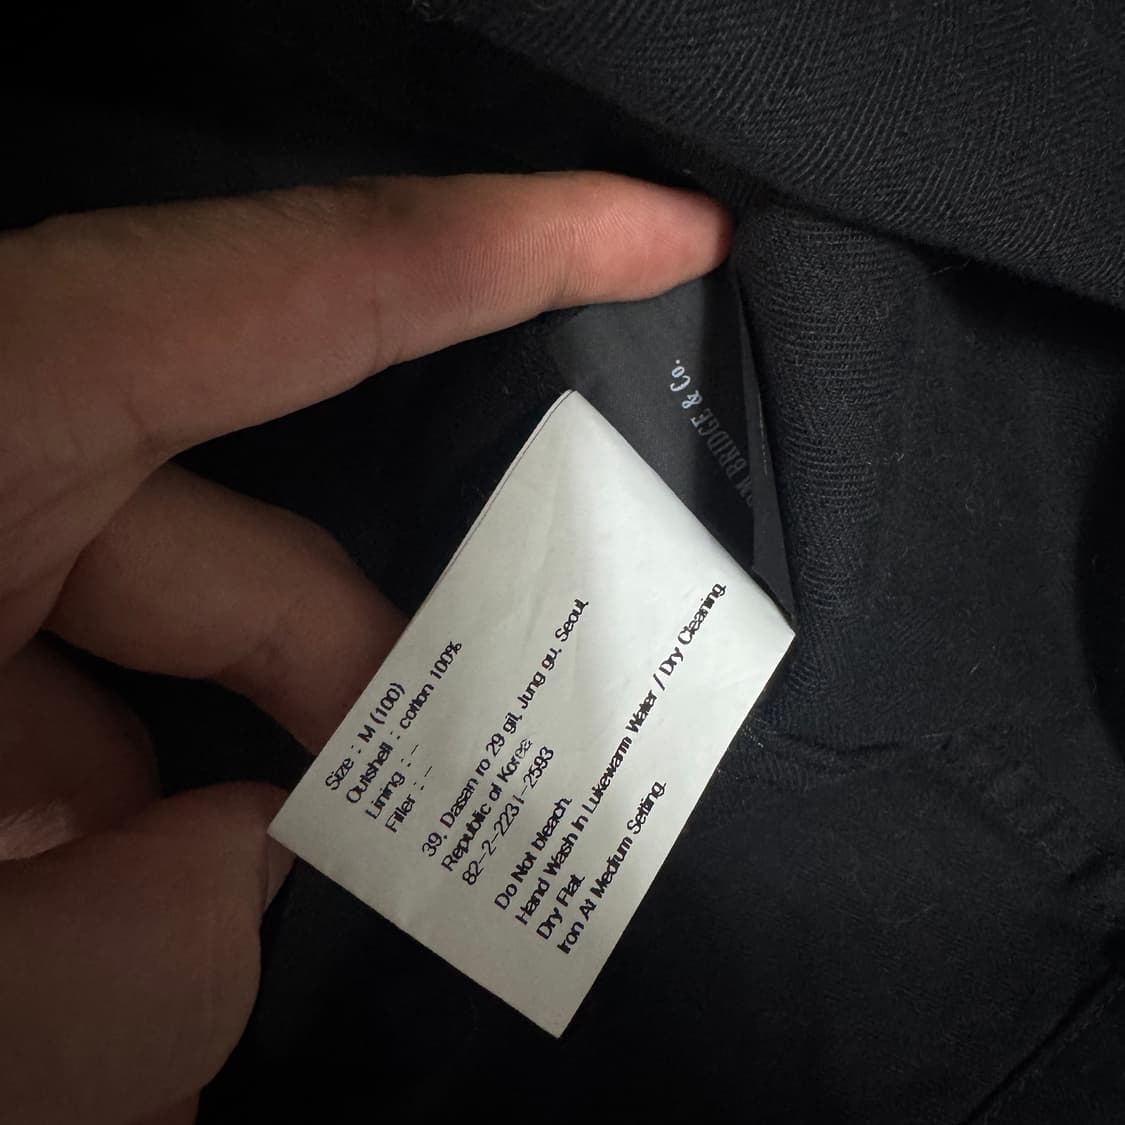 BRIDGE & Co.
Size : M (100)
Outshell : cotton 100%
Lining : -
Filler : -
39, Dasan ro 29 gil, Jung gu, Seoul,
Republic of Korea
82-2-2231-2593
Do Not bleach.
Hand Wash In Lukewarm Water / Dry Cleaning.
Dry Flat.
Iron At Medium Setting.